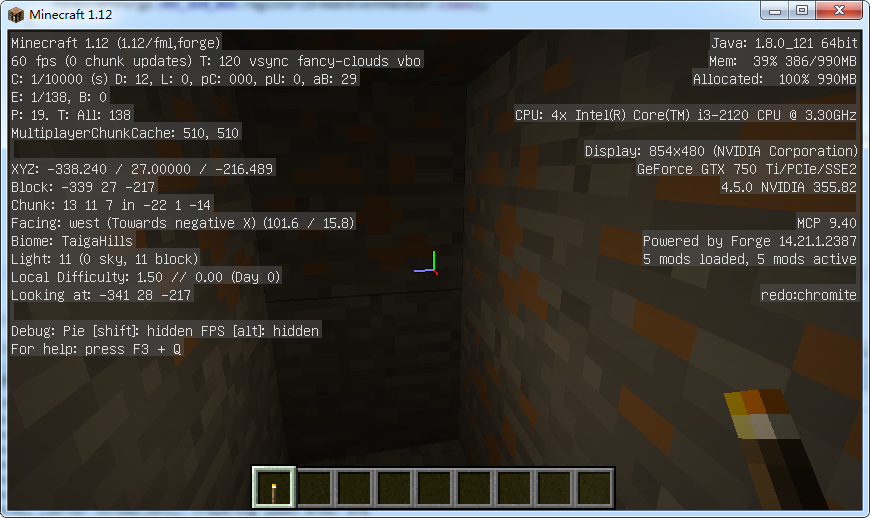 Minecraft 1.12
Minecraft 1.12 (1.12/fml,forge)
60 fps (0 chunk updates) T: 120 vsync fancy-clouds vbo
C: 1/10000 (s) D: 12, L: 0, pC: 000, pU: 0, aB: 29
E: 1/138, B: 0
P: 19. T: All: 138
MultiplayerChunkCache: 510, 510
XYZ: -338.240 / 27.00000 / -216.489
Block: -339 27 -217
Chunk: 13 11 7 in -22 1 -14
Facing: west (Towards negative X) (101.6 / 15.8)
Biome: TaigaHills
Light: 11 (0 sky, 11 block)
Local Difficulty: 1.50 // 0.00 (Day 0)
Looking at: -341 28 -217
Debug: Pie [shift]: hidden FPS [alt]: hidden
For help: press F3 + Q
Java: 1.8.0_121 64bit
Mem: 39% 386/990MB
Allocated: 100% 990MB
CPU: 4x Intel(R) Core(TM) i3-2120 CPU @ 3.30GHz
Display: 854x480 (NVIDIA Corporation)
GeForce GTX 750 Ti/PCIe/SSE2
4.5.0 NVIDIA 355.82
MCP 9.40
Powered by Forge 14.21.1.2387
5 mods loaded, 5 mods active
redo:chromite